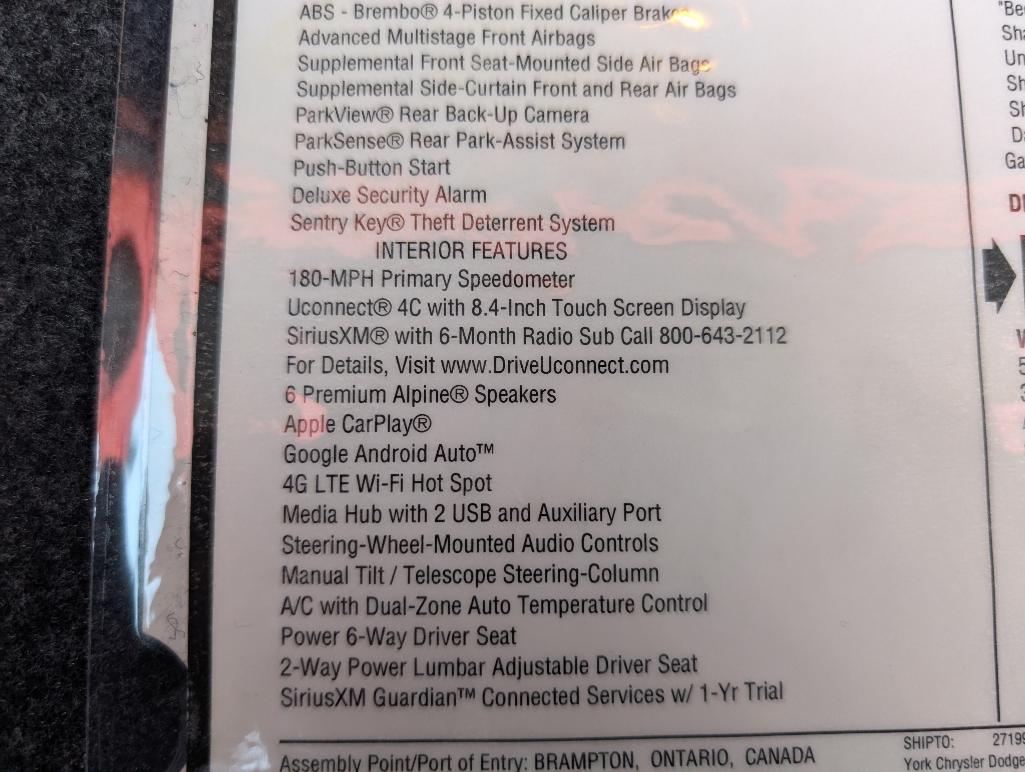 ABS - Brembo® 4-Piston Fixed Caliper Brakes
Advanced Multistage Front Airbags
Supplemental Front Seat-Mounted Side Air Bags
Supplemental Side-Curtain Front and Rear Air Bags
ParkView® Rear Back-Up Camera
ParkSense® Rear Park-Assist System
Push-Button Start
Deluxe Security Alarm
Sentry Key® Theft Deterrent System
INTERIOR FEATURES
180-MPH Primary Speedometer
Uconnect® 4C with 8.4-Inch Touch Screen Display
SiriusXM® with 6-Month Radio Sub Call 800-643-2112
For Details, Visit www.DriveUconnect.com
6 Premium Alpine® Speakers
Apple CarPlay®
Google Android Auto™
4G LTE Wi-Fi Hot Spot
Media Hub with 2 USB and Auxiliary Port
Steering-Wheel-Mounted Audio Controls
Manual Tilt / Telescope Steering-Column
A/C with Dual-Zone Auto Temperature Control
Power 6-Way Driver Seat
2-Way Power Lumbar Adjustable Driver Seat
SiriusXM Guardian™ Connected Services w/ 1-Yr Trial
Assembly Point/Port of Entry: BRAMPTON, ONTARIO, CANADA
SHIPTO: 27199
York Chrysler Dodge